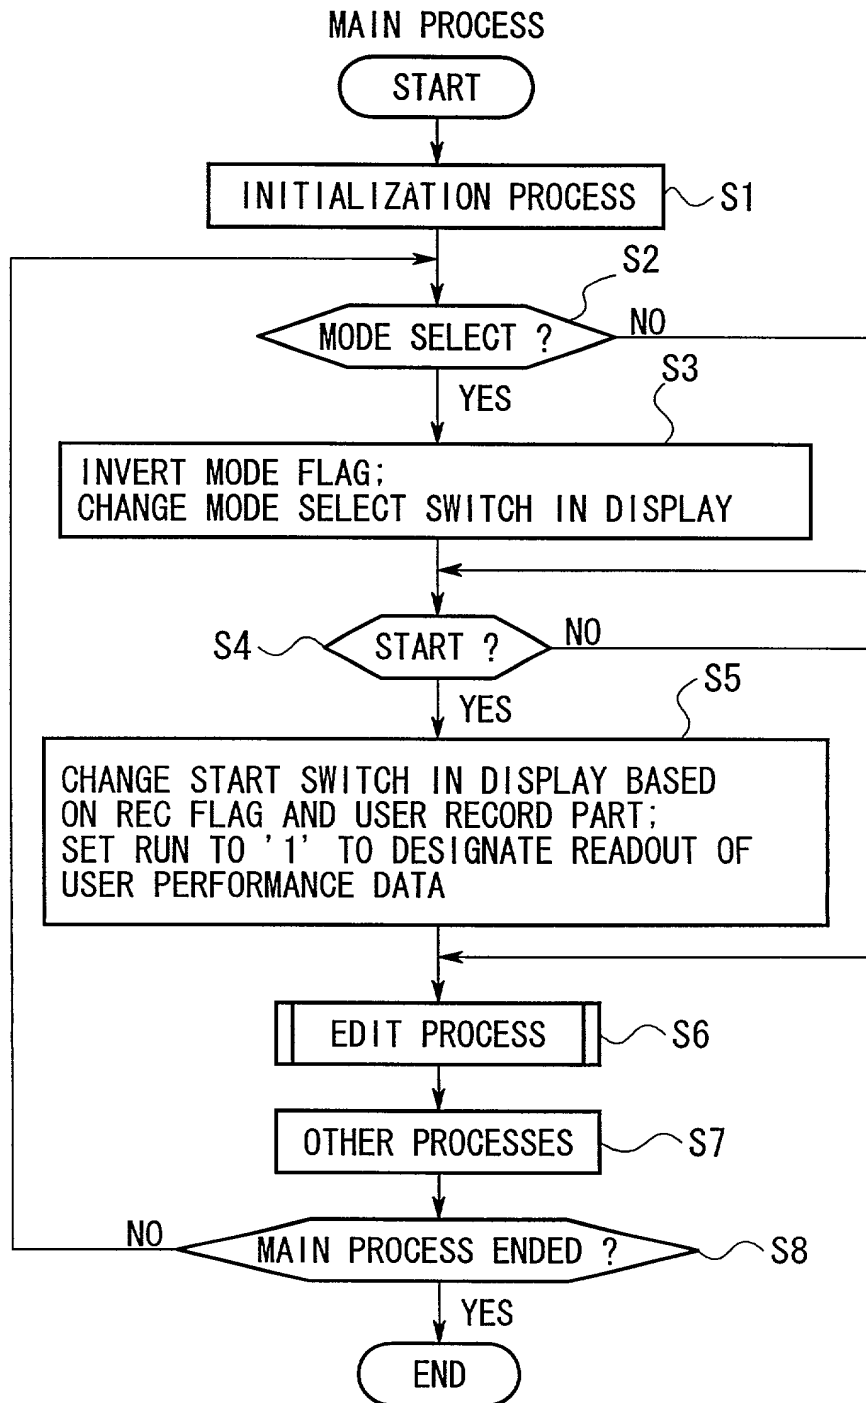 MAIN PROCESS
START
INITIALIZATION PROCESS
S1
S2
MODE SELECT ?
NO
YES
S3
INVERT MODE FLAG;
CHANGE MODE SELECT SWITCH IN DISPLAY
S4
START ?
NO
YES
S5
CHANGE START SWITCH IN DISPLAY BASED
ON REC FLAG AND USER RECORD PART;
SET RUN TO '1' TO DESIGNATE READOUT OF
USER PERFORMANCE DATA
EDIT PROCESS
S6
OTHER PROCESSES
S7
NO
MAIN PROCESS ENDED ?
S8
YES
END